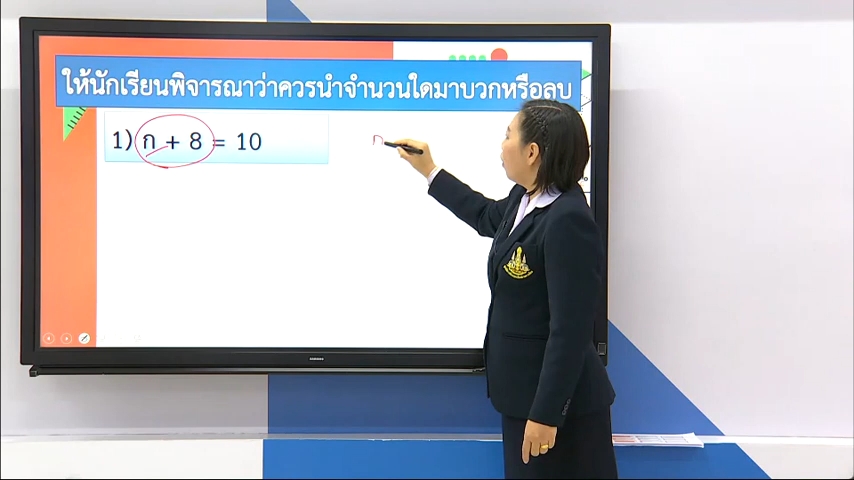 ให้นักเรียนพิจารณาว่าควรนำจำนวนใดมาบวกหรือลบ
1) ก + 8 = 10
ก